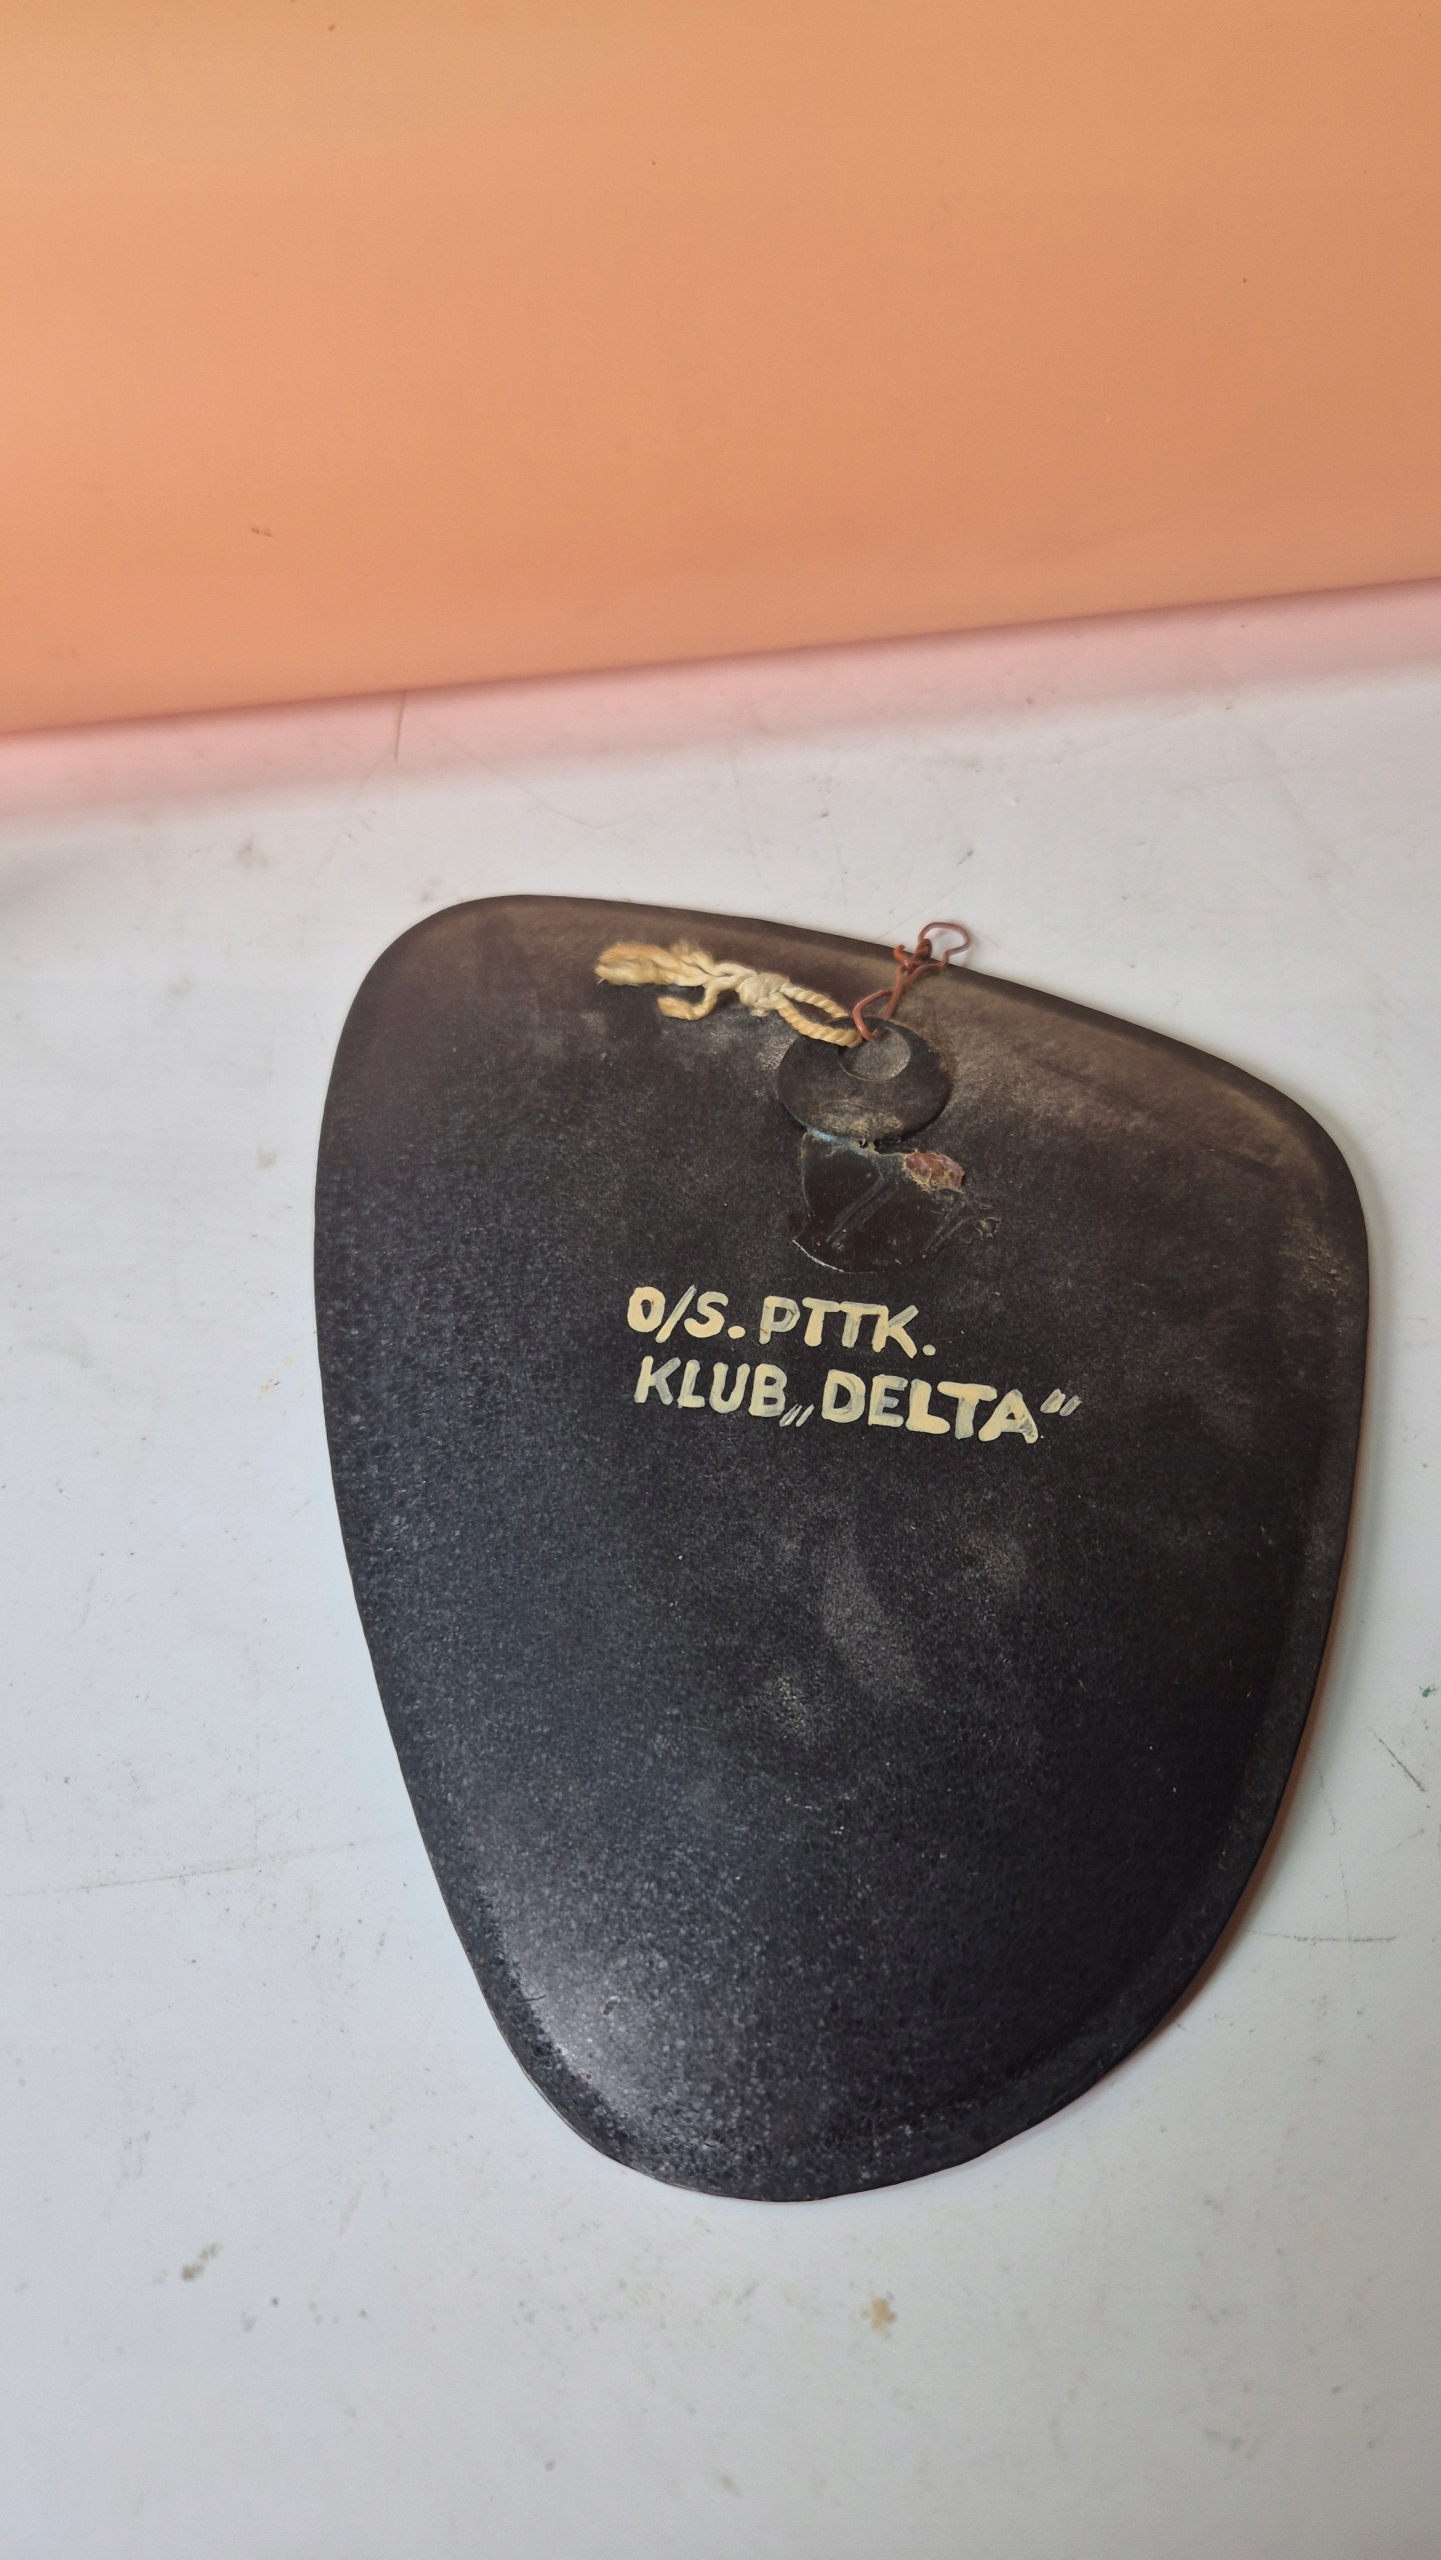 O/S. PTTK.
KLUB „DELTA”